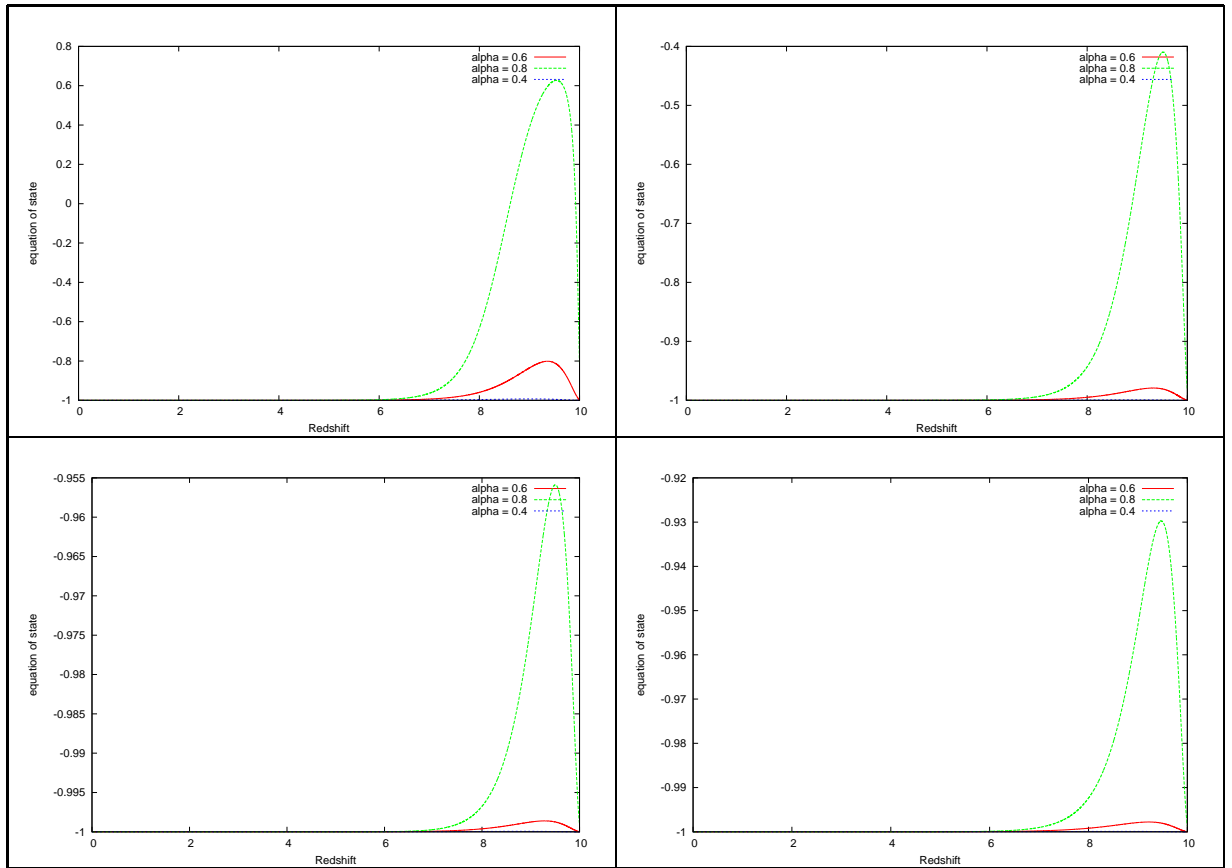 0.8
0.6
0.4
0.2
0
-0.2
-0.4
-0.6
-0.8
-1
equation of state
0 2 4 6 8 10
Redshift
alpha = 0.6
alpha = 0.8
alpha = 0.4
-0.4
-0.5
-0.6
-0.7
-0.8
-0.9
-1
equation of state
0 2 4 6 8 10
Redshift
alpha = 0.6
alpha = 0.8
alpha = 0.4
-0.955
-0.96
-0.965
-0.97
-0.975
-0.98
-0.985
-0.99
-0.995
-1
equation of state
0 2 4 6 8 10
Redshift
alpha = 0.6
alpha = 0.8
alpha = 0.4
-0.92
-0.93
-0.94
-0.95
-0.96
-0.97
-0.98
-0.99
-1
equation of state
0 2 4 6 8 10
Redshift
alpha = 0.6
alpha = 0.8
alpha = 0.4